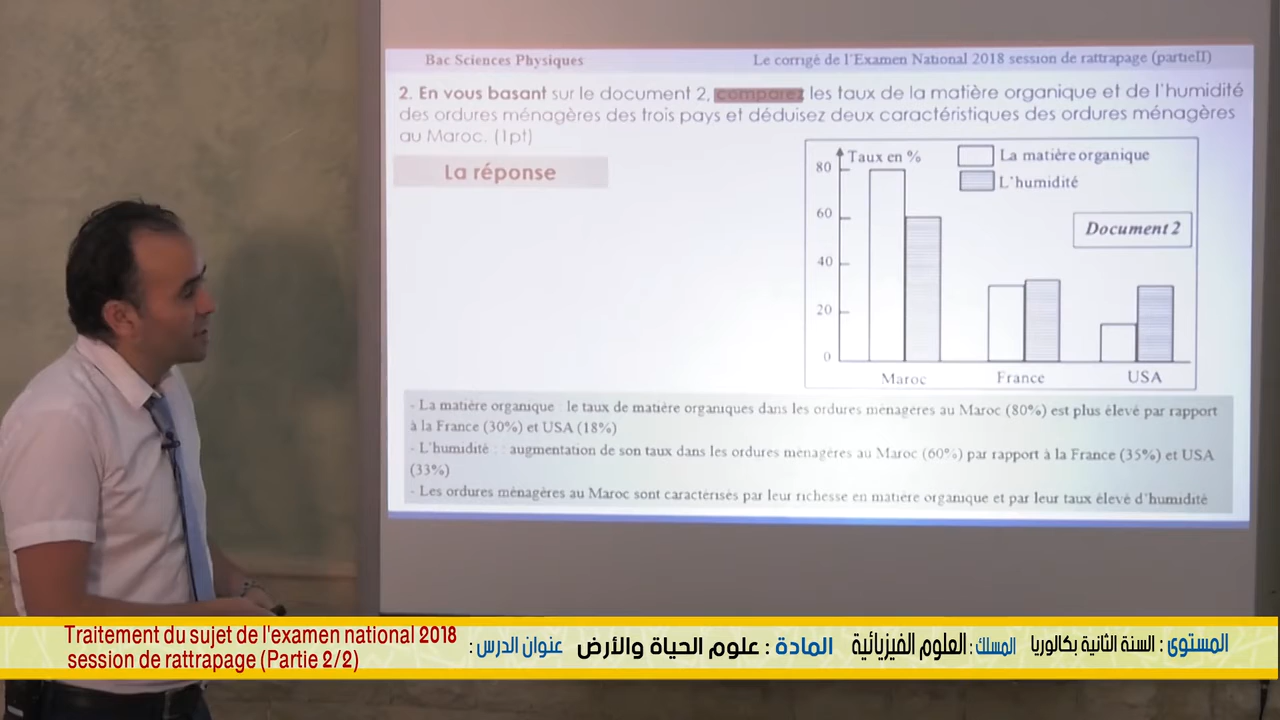 Bac Sciences Physiques
Le corrigé de l'Examen National 2018 session de rattrapage (partieII)
2. En vous basant sur le document 2, comparez les taux de la matière organique et de l'humidité
des ordures ménagères des trois pays et déduisez deux caractéristiques des ordures ménagères
au Maroc. (1pt)
La réponse
Taux en %
La matière organique
L'humidité
Document 2
80
60
40
20
0
Maroc
France
USA
- La matière organique : le taux de matière organiques dans les ordures ménagères au Maroc (80%) est plus élevé par rapport
à la France (30%) et USA (18%)
- L'humidité : : augmentation de son taux dans les ordures ménagères au Maroc (60%) par rapport à la France (35%) et USA
(33%)
- Les ordures ménagères au Maroc sont caractérisés par leur richesse en matière organique et par leur taux élevé d'humidité
المستوى : السنة الثانية بكالوريا المسلك : العلوم الفيزيائية المادة : علوم الحياة والأرض عنوان الدرس :
Traitement du sujet de l'examen national 2018
session de rattrapage (Partie 2/2)